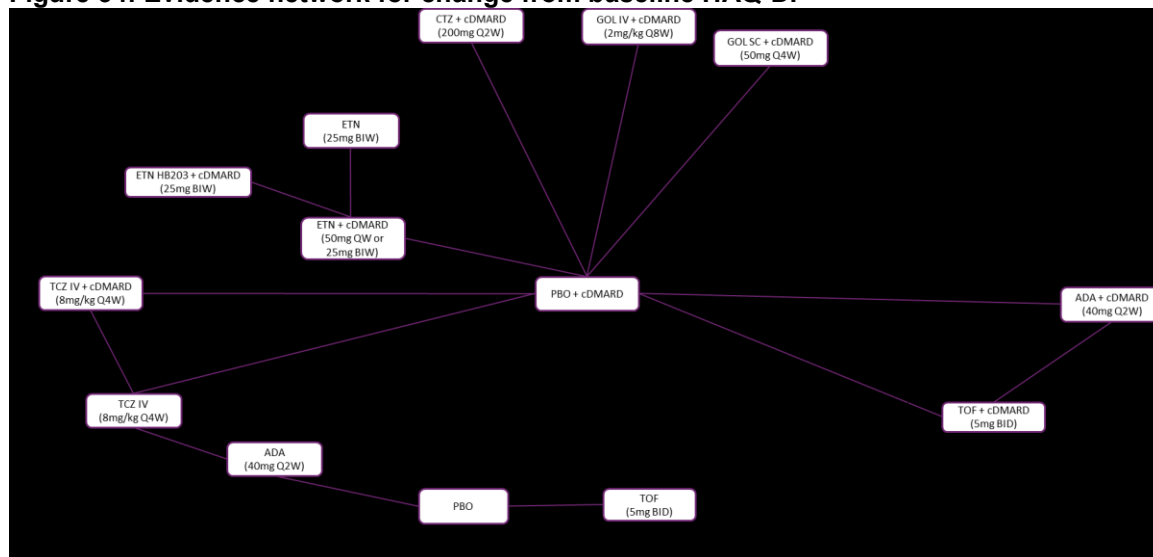 CTZ + cDMARD
(200mg Q2W)
GOL IV + cDMARD
(2mg/kg Q8W)
GOL SC + cDMARD
(50mg Q4W)
ETN
(25mg BIW)
ETN HB203 + cDMARD
(25mg BIW)
ETN + cDMARD
(50mg QW or
25mg BIW)
TCZ IV + cDMARD
(8mg/kg Q4W)
PBO + cDMARD
ADA + cDMARD
(40mg Q2W)
TCZ IV
(8mg/kg Q4W)
TOF + cDMARD
(5mg BID)
ADA
(40mg Q2W)
PBO
TOF
(5mg BID)